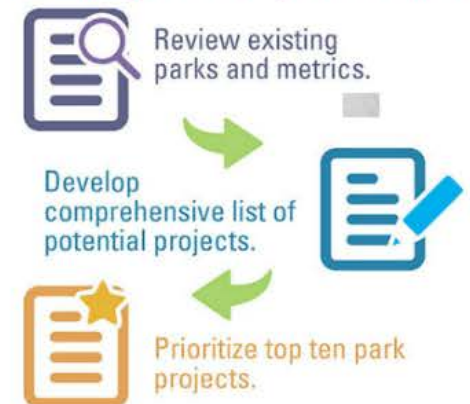 Review existing
parks and metrics.
Develop
comprehensive list of
potential projects.
Prioritize top ten park
projects.